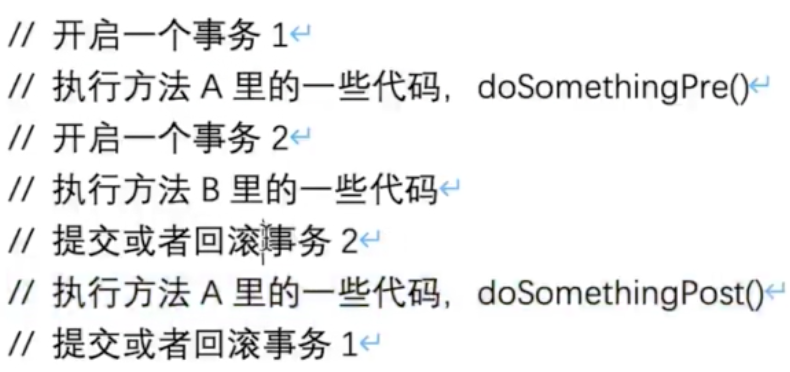 // 开启一个事务 1↵
// 执行方法 A 里的一些代码，doSomethingPre()↵
// 开启一个事务 2↵
// 执行方法 B 里的一些代码↵
// 提交或者回滚事务 2↵
// 执行方法 A 里的一些代码，doSomethingPost()↵
// 提交或者回滚事务 1↵